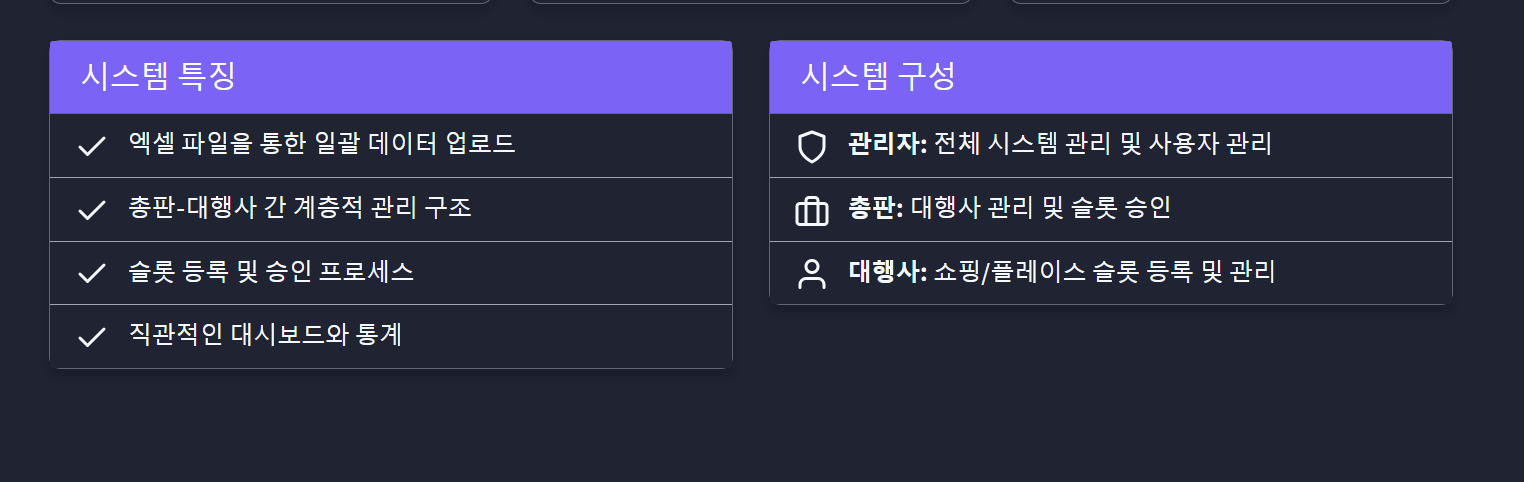 시스템 특징
엑셀 파일을 통한 일괄 데이터 업로드
총판-대행사 간 계층적 관리 구조
슬롯 등록 및 승인 프로세스
직관적인 대시보드와 통계
시스템 구성
관리자: 전체 시스템 관리 및 사용자 관리
총판: 대행사 관리 및 슬롯 승인
대행사: 쇼핑/플레이스 슬롯 등록 및 관리